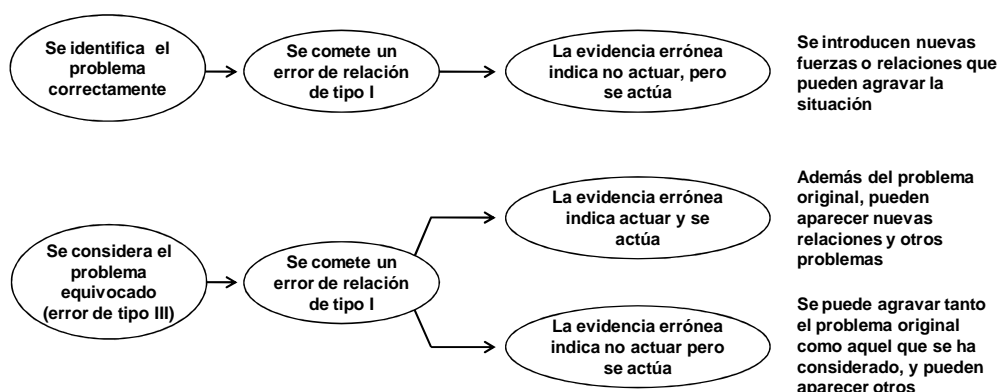 Se identifica el
problema
correctamente
Se comete un
error de relación
de tipo I
La evidencia errónea
indica no actuar, pero
se actúa
Se introducen nuevas
fuerzas o relaciones que
pueden agravar la
situación
Se considera el
problema
equivocado
(error de tipo III)
Se comete un
error de relación
de tipo I
La evidencia errónea
indica actuar y se
actúa
Además del problema
original, pueden
aparecer nuevas
relaciones y otros
problemas
La evidencia errónea
indica no actuar pero
se actúa
Se puede agravar tanto
el problema original
como aquel que se ha
considerado, y pueden
aparecer otros